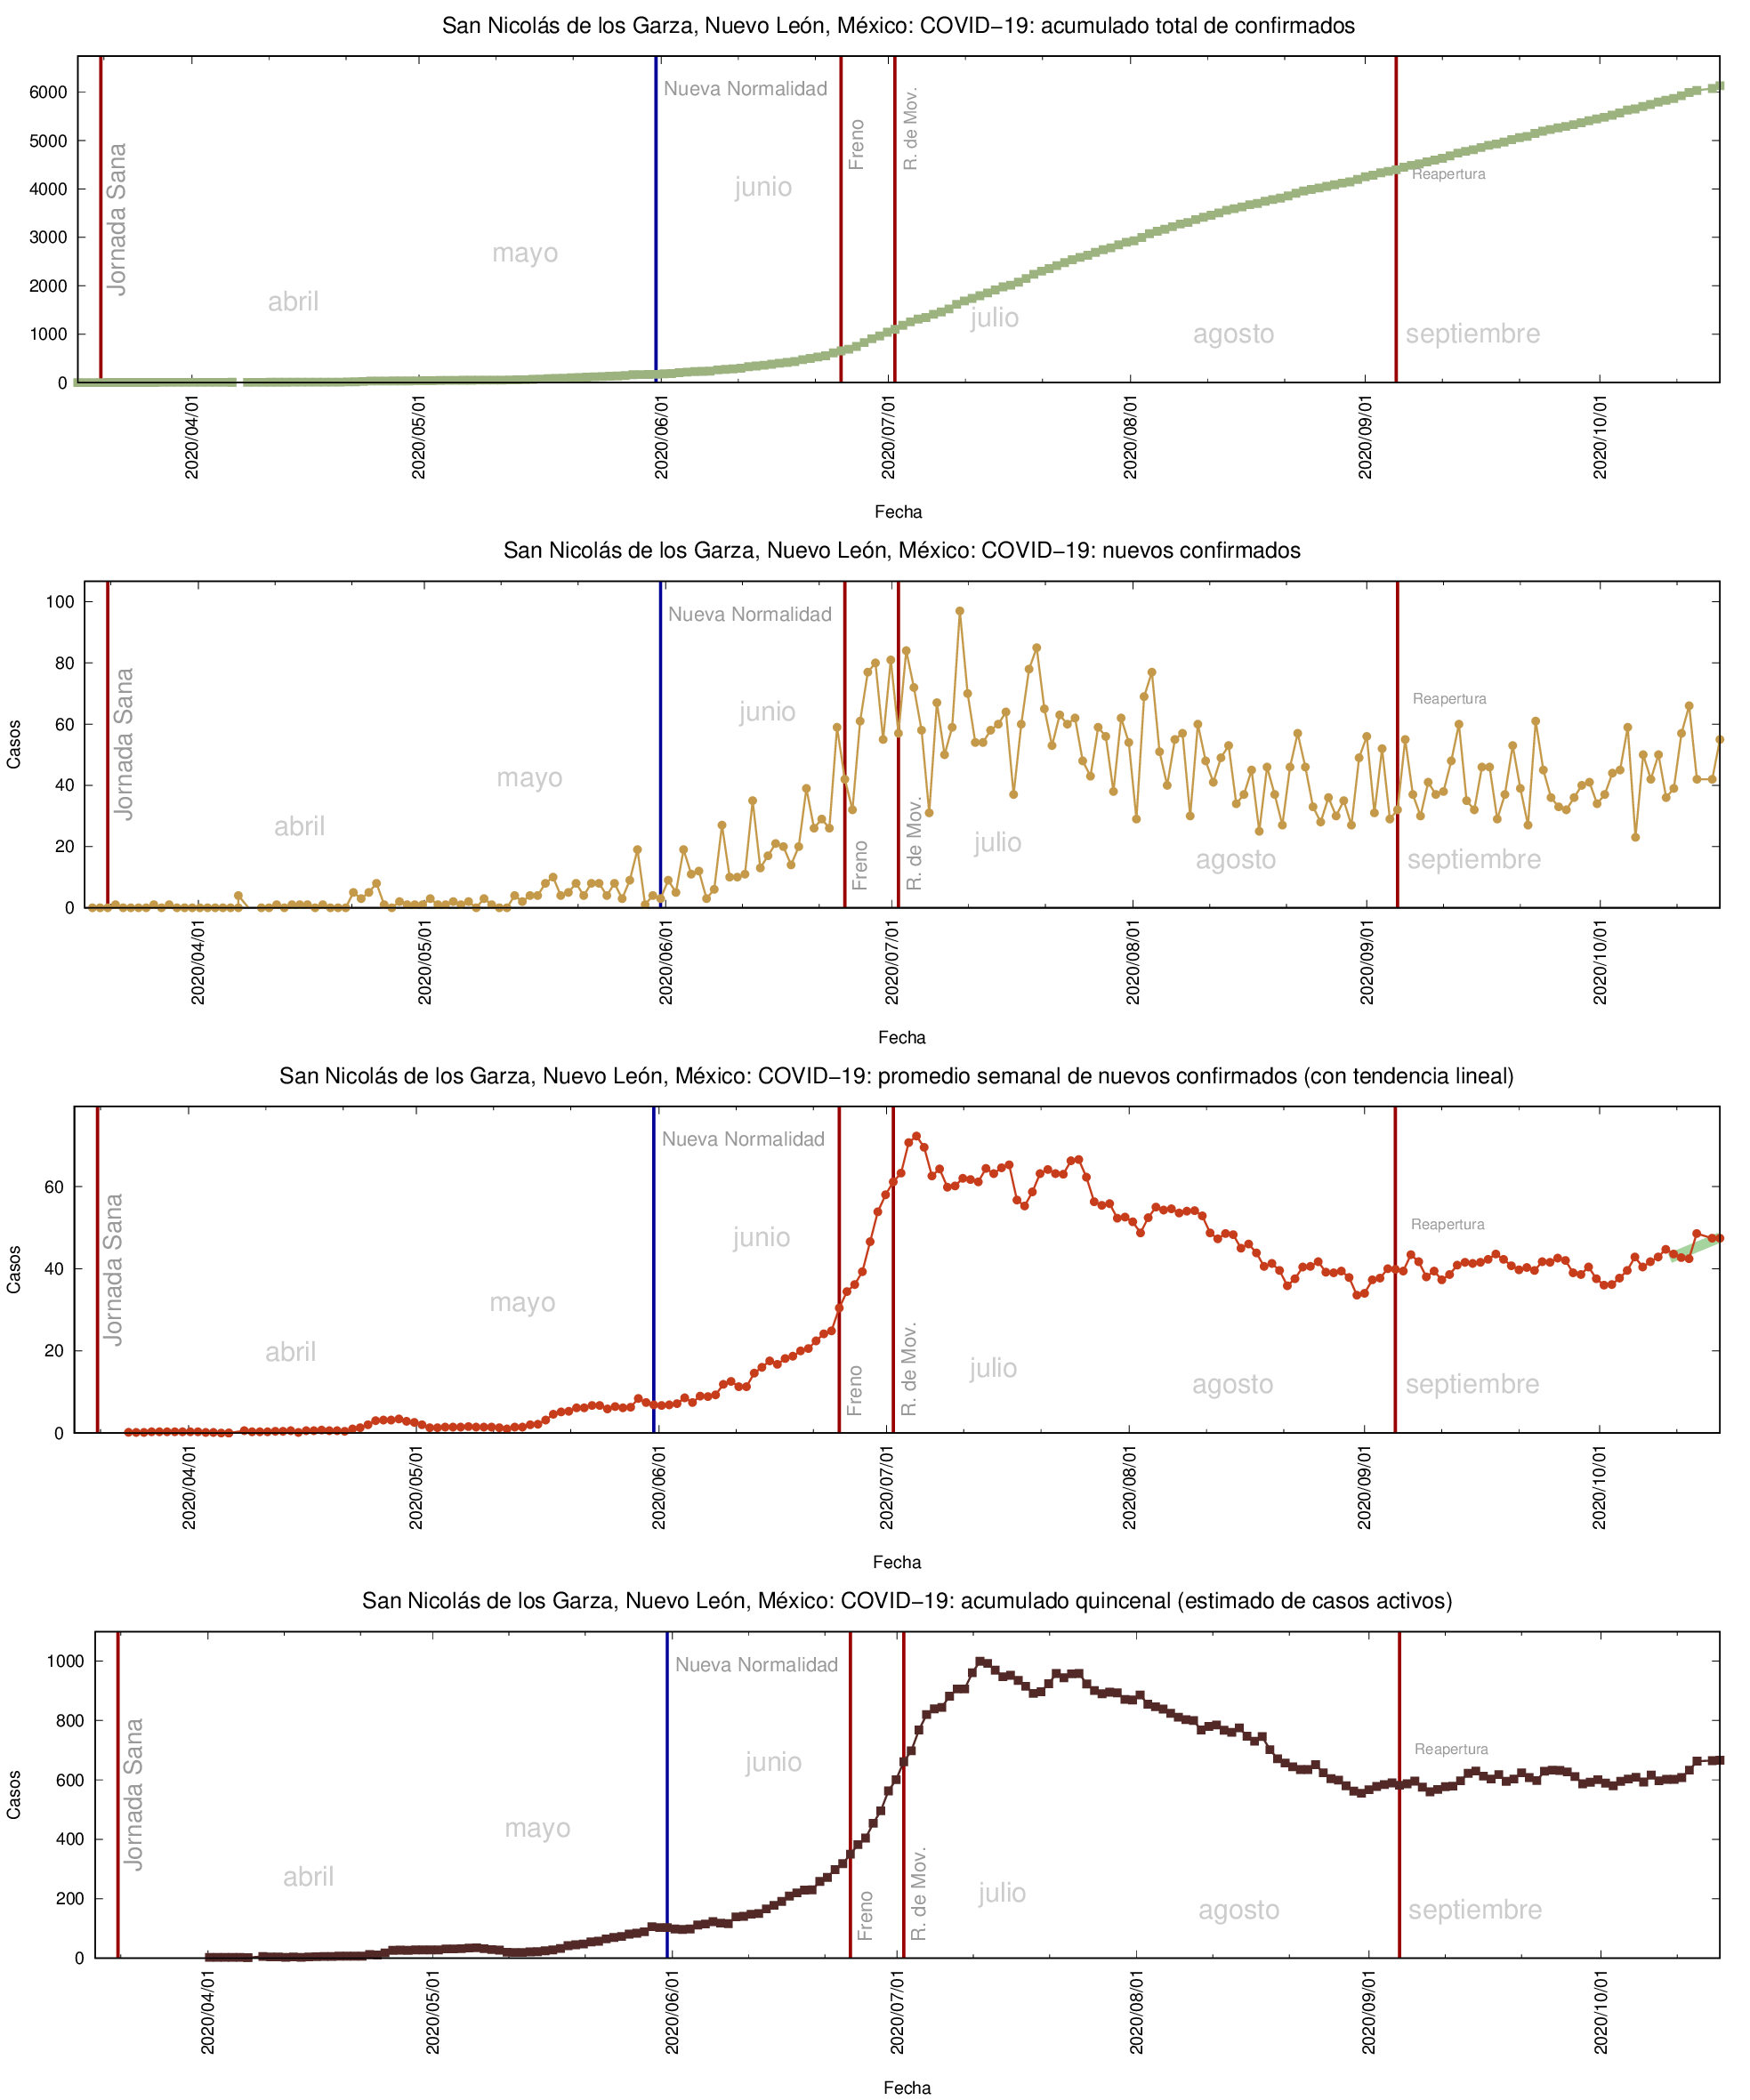 San Nicolás de los Garza, Nuevo León, México: COVID−19: acumulado total de confirmados
6000
5000
4000
3000
2000
1000
0
Jornada Sana
abril
mayo
Nueva Normalidad
junio
Freno
R. de Mov.
julio
agosto
Reapertura
septiembre
2020/04/01
2020/05/01
2020/06/01
2020/07/01
2020/08/01
2020/09/01
2020/10/01
Fecha
San Nicolás de los Garza, Nuevo León, México: COVID−19: nuevos confirmados
Casos
100
80
60
40
20
0
Jornada Sana
abril
mayo
Nueva Normalidad
junio
Freno
R. de Mov.
julio
agosto
Reapertura
septiembre
2020/04/01
2020/05/01
2020/06/01
2020/07/01
2020/08/01
2020/09/01
2020/10/01
Fecha
San Nicolás de los Garza, Nuevo León, México: COVID−19: promedio semanal de nuevos confirmados (con tendencia lineal)
Casos
60
40
20
0
Jornada Sana
abril
mayo
Nueva Normalidad
junio
Freno
R. de Mov.
julio
agosto
Reapertura
septiembre
2020/04/01
2020/05/01
2020/06/01
2020/07/01
2020/08/01
2020/09/01
2020/10/01
Fecha
San Nicolás de los Garza, Nuevo León, México: COVID−19: acumulado quincenal (estimado de casos activos)
Casos
1000
800
600
400
200
0
Jornada Sana
abril
mayo
Nueva Normalidad
junio
Freno
R. de Mov.
julio
agosto
Reapertura
septiembre
2020/04/01
2020/05/01
2020/06/01
2020/07/01
2020/08/01
2020/09/01
2020/10/01
Fecha